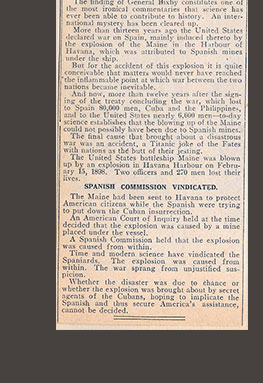 The finding of General Bixby constitutes one of
the most ironical commentaries that science has
ever been able to contribute to history. An inter-
national mystery has been cleared up.
More than thirteen years ago the United States
declared war on Spain, mainly induced thereto by
the explosion of the Maine in the Harbour of
Havana, which was attributed to Spanish mines
under the ship.
But for the accident of this explosion it is quite
conceivable that matters would never have reached
the inflammable point at which war between the two
nations became inevitable.
And now, more than twelve years after the sign-
ing of the treaty concluding the war, which lost
to Spain 80,000 men, Cuba and the Philippines,
and to the United States nearly 6,000 men—to-day
science establishes that the blowing up of the Maine
could not possibly have been due to Spanish mines.
The final cause that brought about a disastrous
war was an accident, a Titanic joke of the Fates
with nations as the butt of their jesting.
The United States battleship Maine was blown
up by an explosion in Havana Harbour on Febru-
ary 15, 1898. Two officers and 270 men lost their
lives.
SPANISH COMMISSION VINDICATED.
The Maine had been sent to Havana to protect
American citizens while the Spanish were trying
to put down the Cuban insurrection.
An American Court of Inquiry held at the time
decided that the explosion was caused by a mine
placed under the vessel.
A Spanish Commission held that the explosion
was caused from within.
Time and modern science have vindicated the
Spaniards. The explosion was caused from
within. The war sprang from unjustified sus-
picion.
Whether the disaster was due to chance or
whether the explosion was brought about by secret
agents of the Cubans, hoping to implicate the
Spanish and thus secure America's assistance,
cannot be decided.